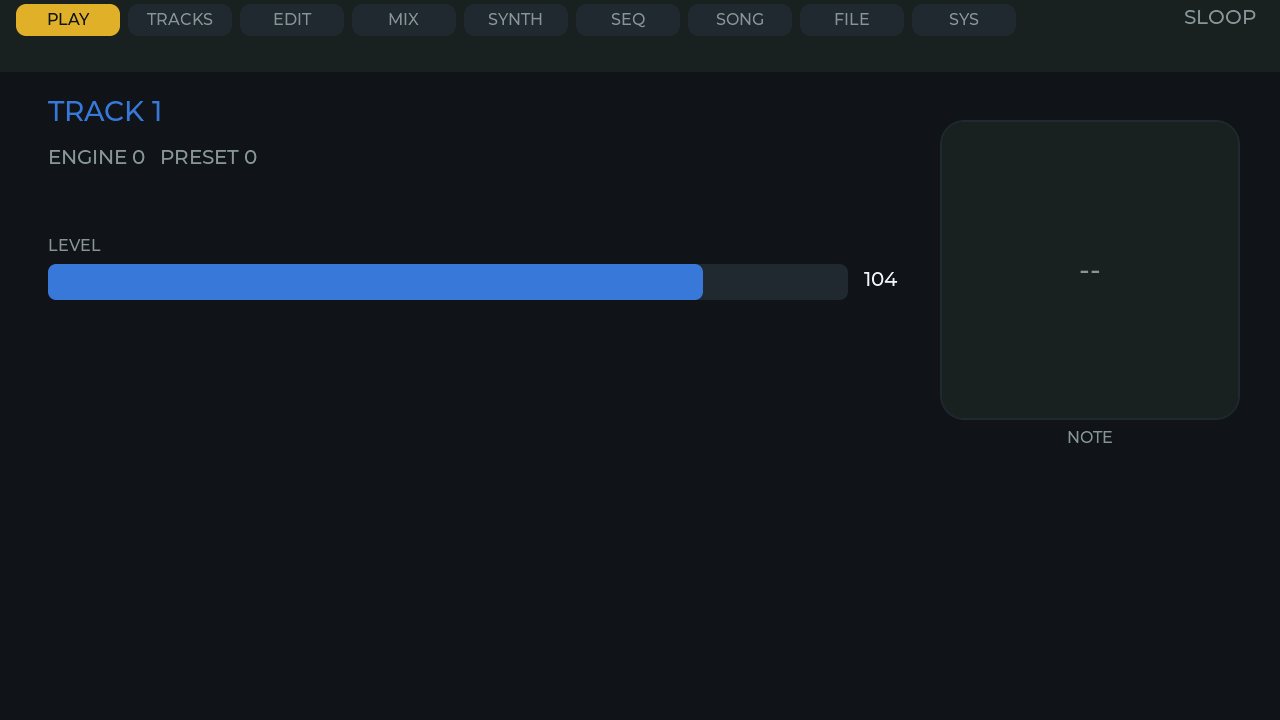 PLAY TRACKS EDIT MIX SYNTH SEQ SONG FILE SYS SLOOP
TRACK 1
ENGINE 0 PRESET 0
LEVEL
104
--
NOTE